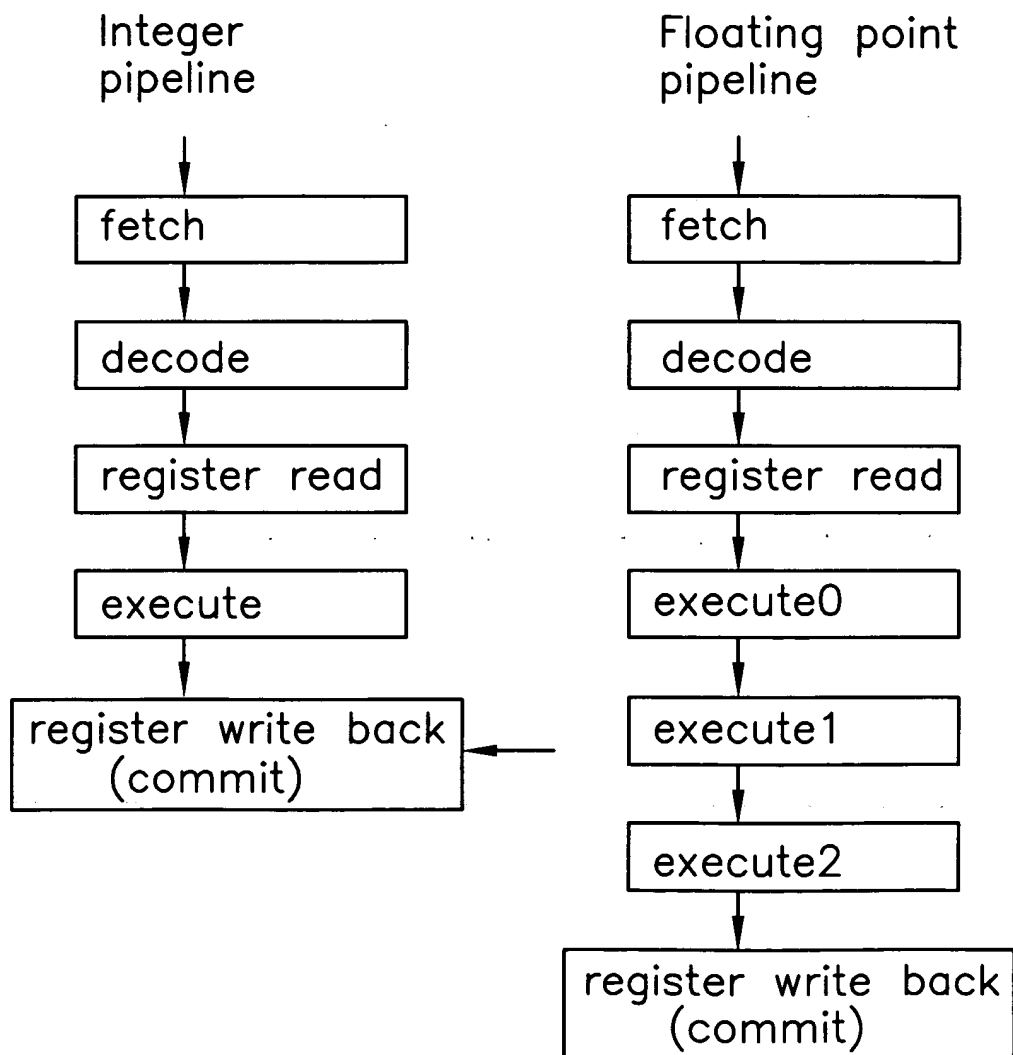 Integer
pipeline
fetch
decode
register read
execute
register write back
(commit)
Floating point
pipeline
fetch
decode
register read
execute0
execute1
execute2
register write back
(commit)